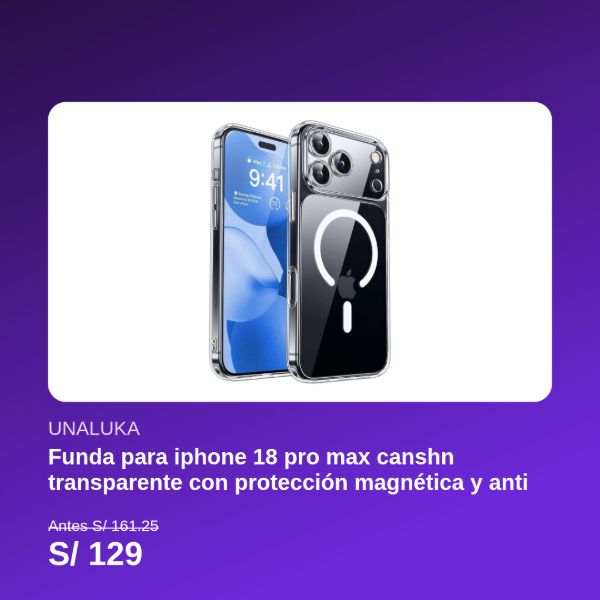 9:41
UNALUKA
Funda para iphone 18 pro max canshn
transparente con protección magnética y anti
Antes S/ 161.25
S/ 129